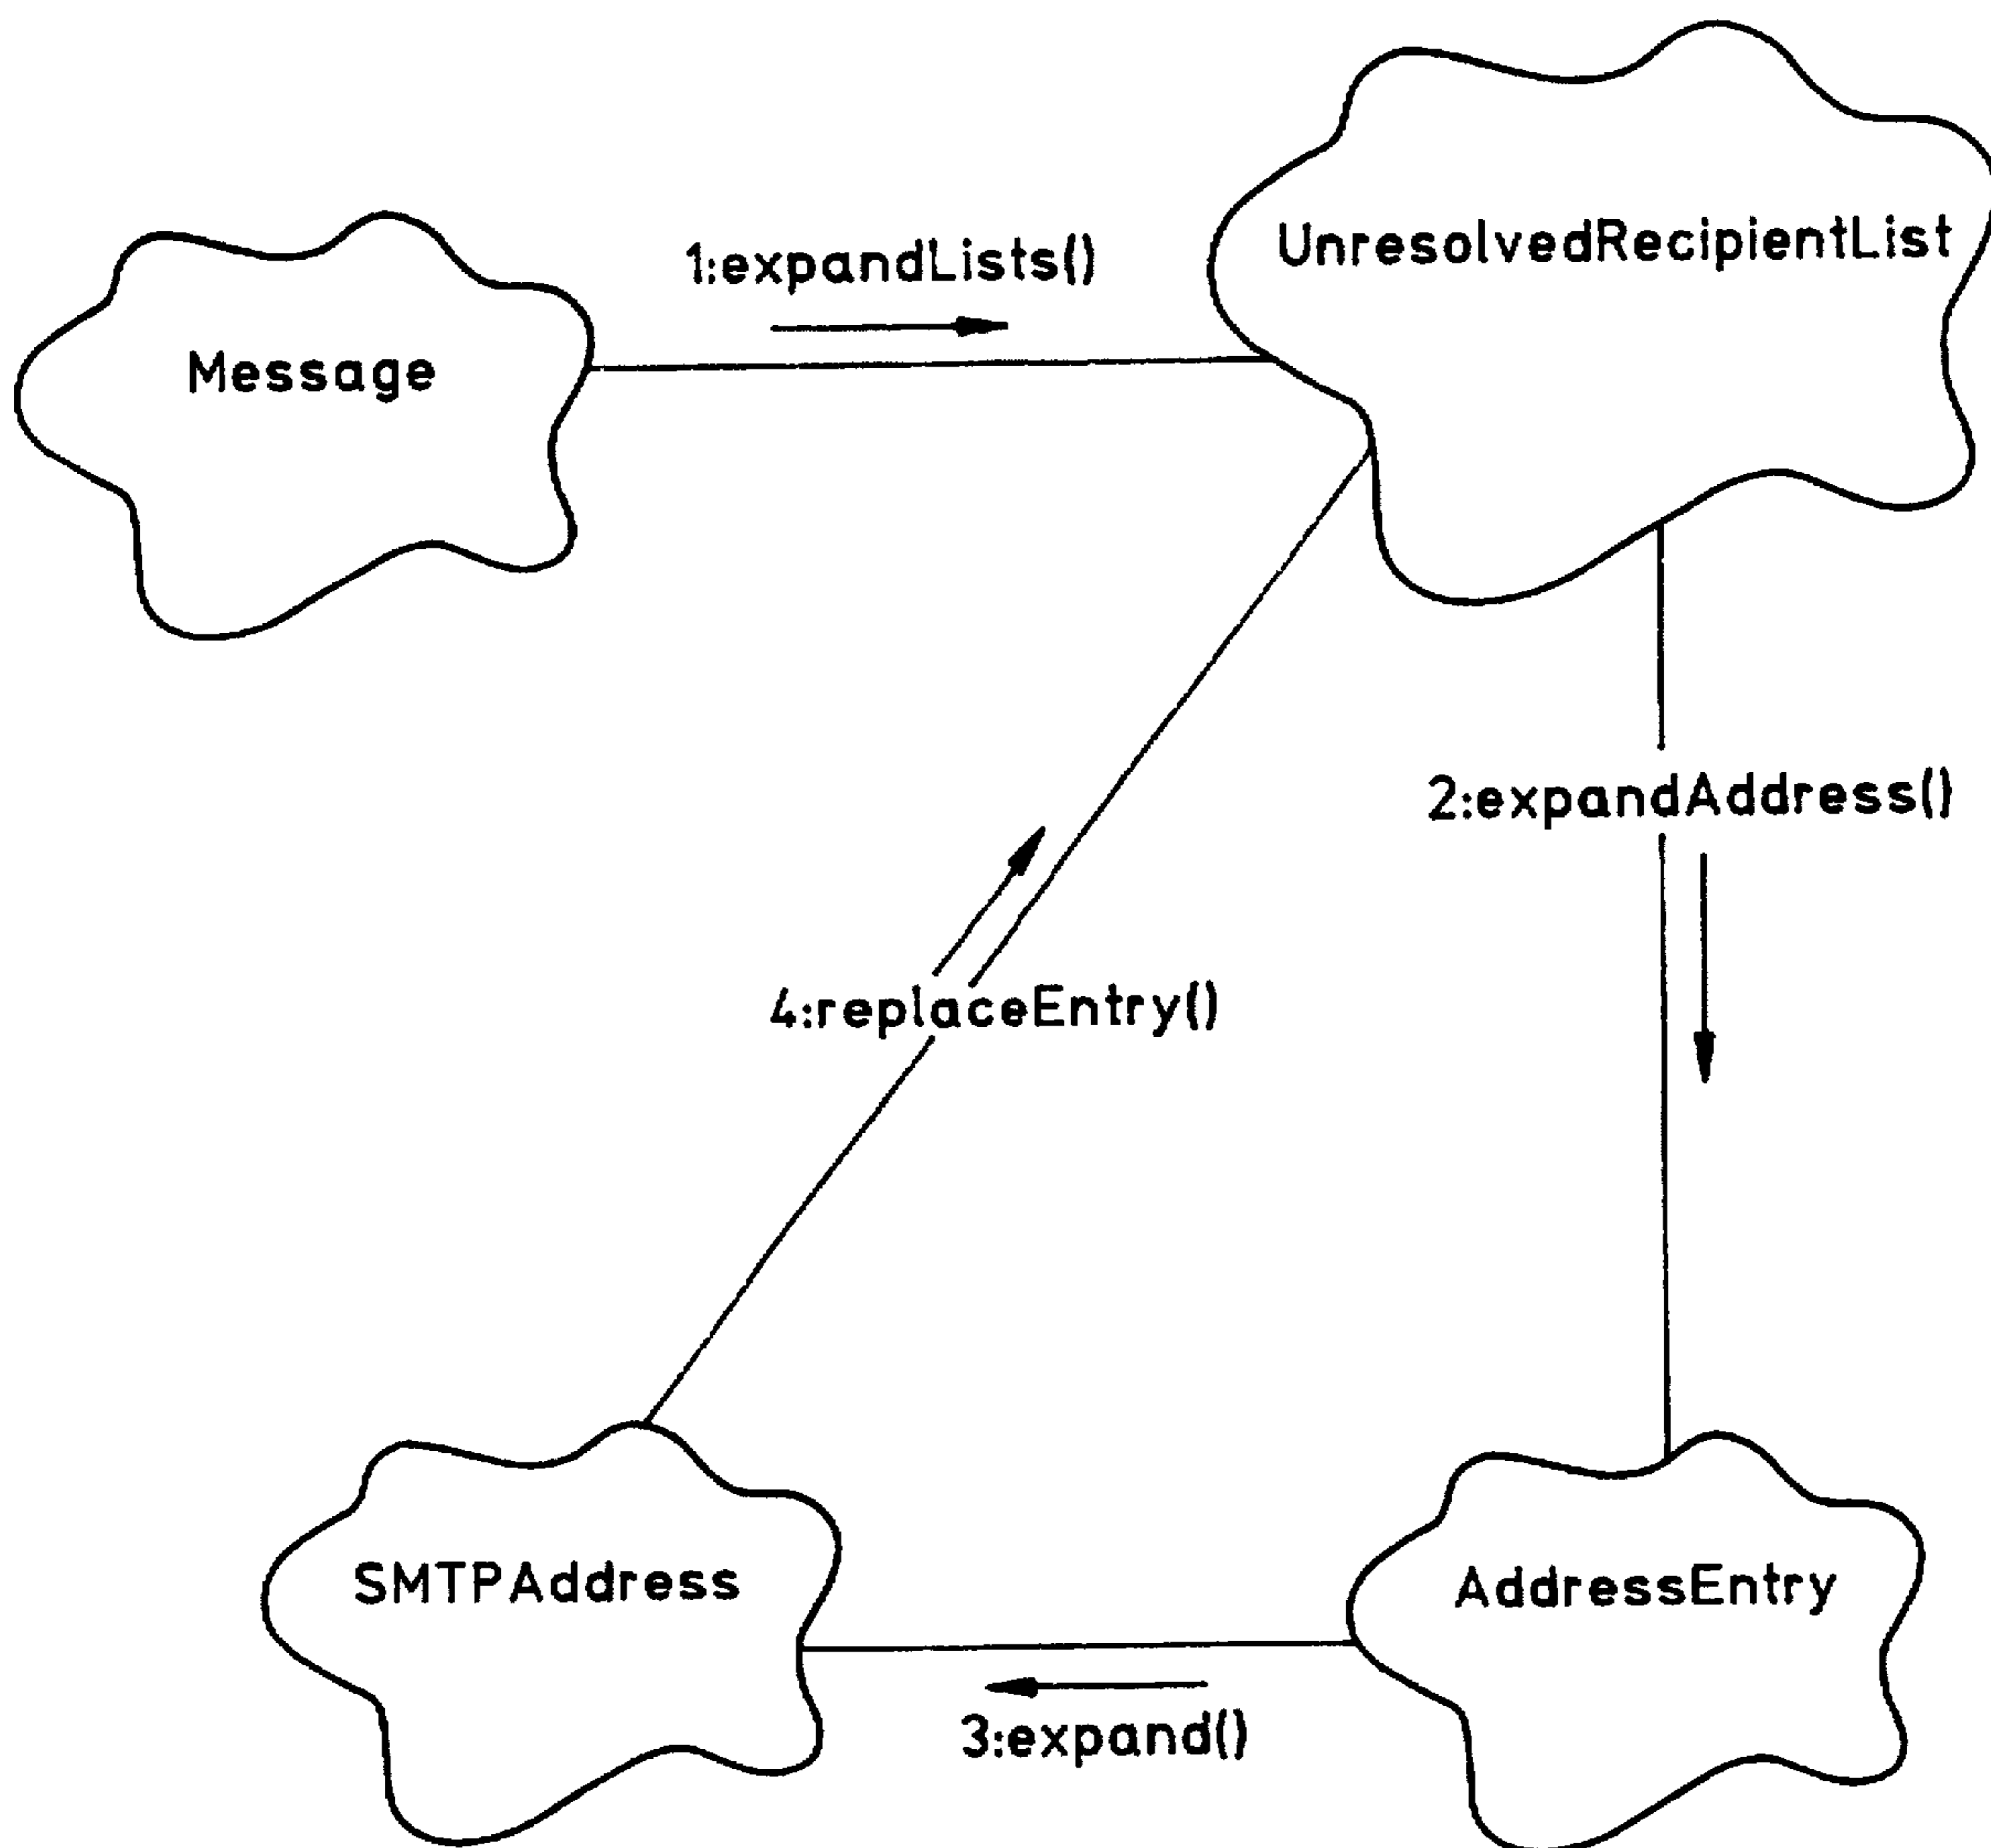 UnresolvedRecipientList
1:expandLists()
Message
2:expandAddress()
4:replaceEntry()
SMTPAddress
AddressEntry
3:expand()